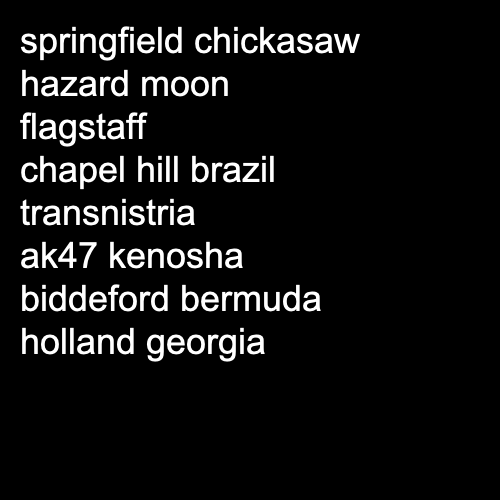 springfield chickasaw
hazard moon
flagstaff
chapel hill brazil
transnistria
ak47 kenosha
biddeford bermuda
holland georgia